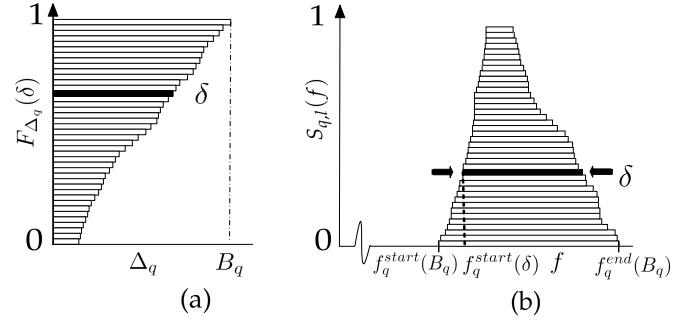 1
F_{Δ_q}(δ)
δ
0
Δ_q
B_q
(a)
1
s_{q,l}(f)
δ
0
f_q^{start}(B_q) f_q^{start}(δ) f f_q^{end}(B_q)
(b)